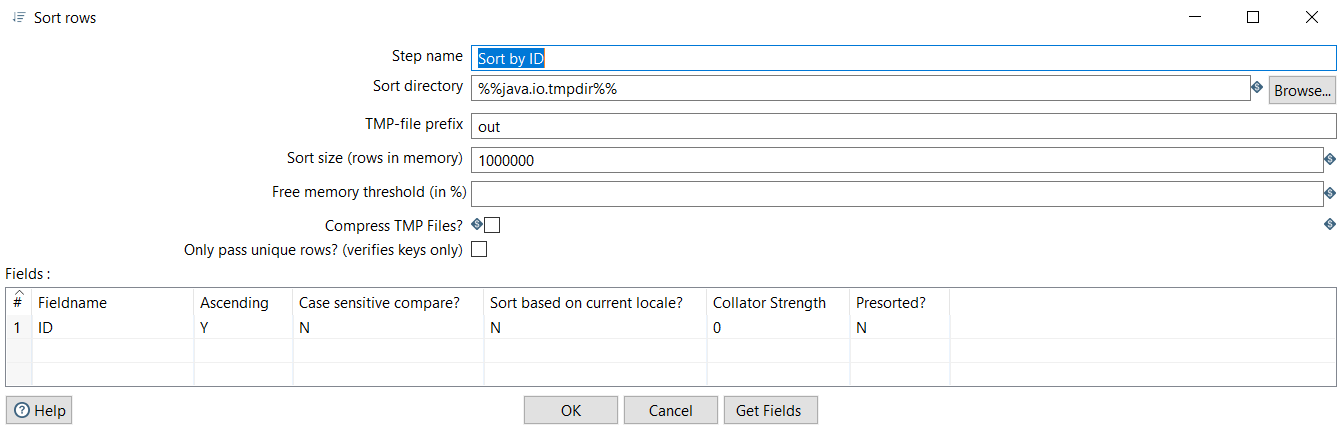 Sort rows
Step name Sort by ID
Sort directory %%java.io.tmpdir%% Browse...
TMP-file prefix out
Sort size (rows in memory) 1000000
Free memory threshold (in %)
Compress TMP Files?
Only pass unique rows? (verifies keys only)
Fields :
# Fieldname Ascending Case sensitive compare? Sort based on current locale? Collator Strength Presorted?
1 ID Y N N 0 N
Help OK Cancel Get Fields